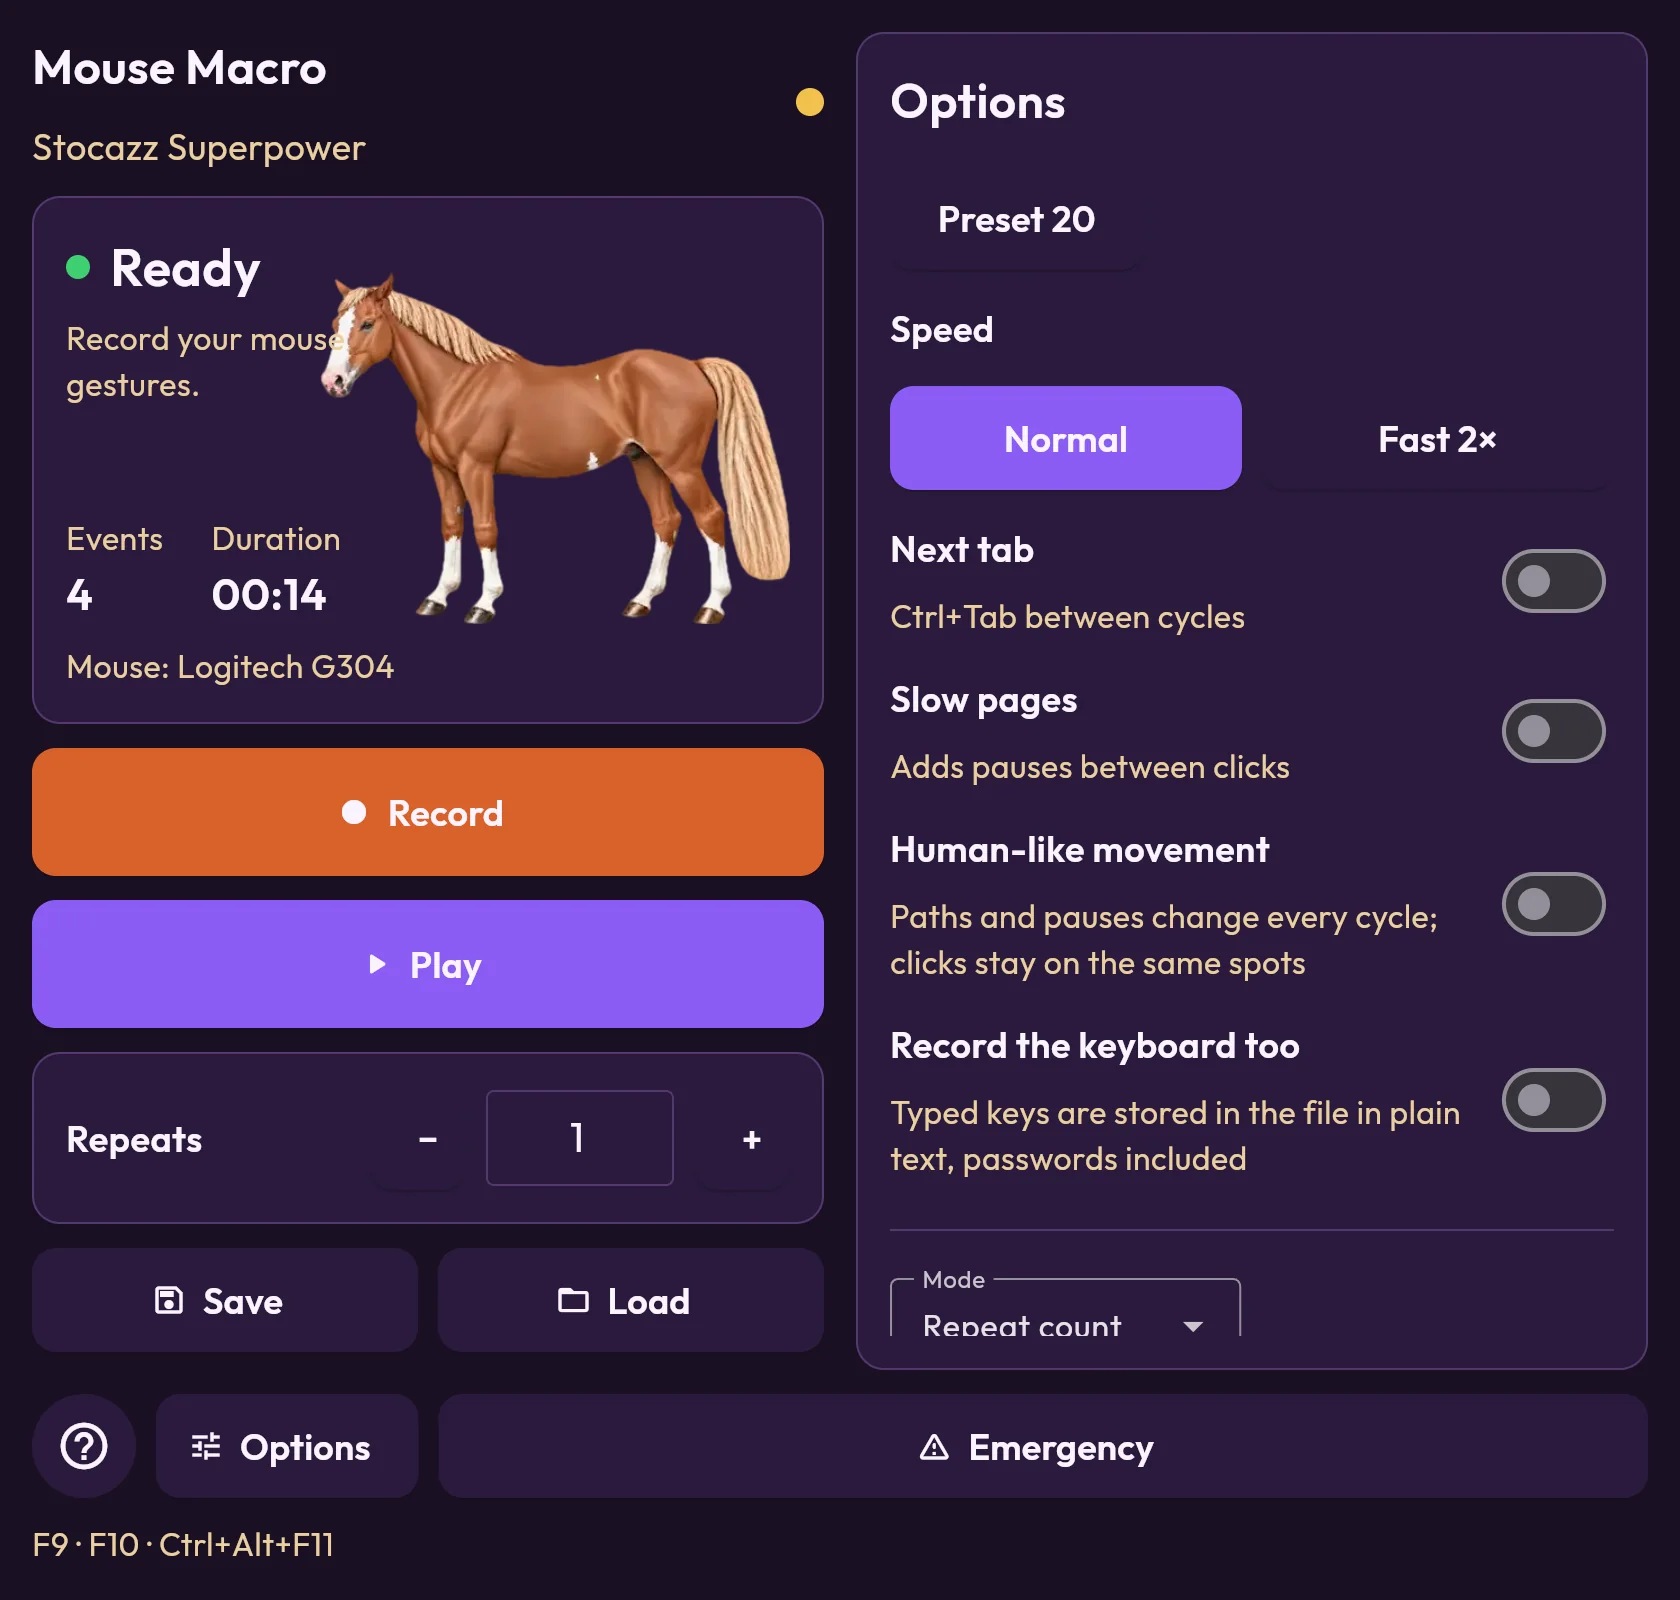 Mouse Macro
Stocazz Superpower
Ready
Record your mouse
gestures.
Events
Duration
4
00:14
Mouse: Logitech G304
Record
Play
Repeats
−
1
+
Save
Load
Options
Preset 20
Speed
Normal
Fast 2×
Next tab
Ctrl+Tab between cycles
Slow pages
Adds pauses between clicks
Human-like movement
Paths and pauses change every cycle;
clicks stay on the same spots
Record the keyboard too
Typed keys are stored in the file in plain
text, passwords included
Mode
Repeat count
Options
Emergency
F9 · F10 · Ctrl+Alt+F11